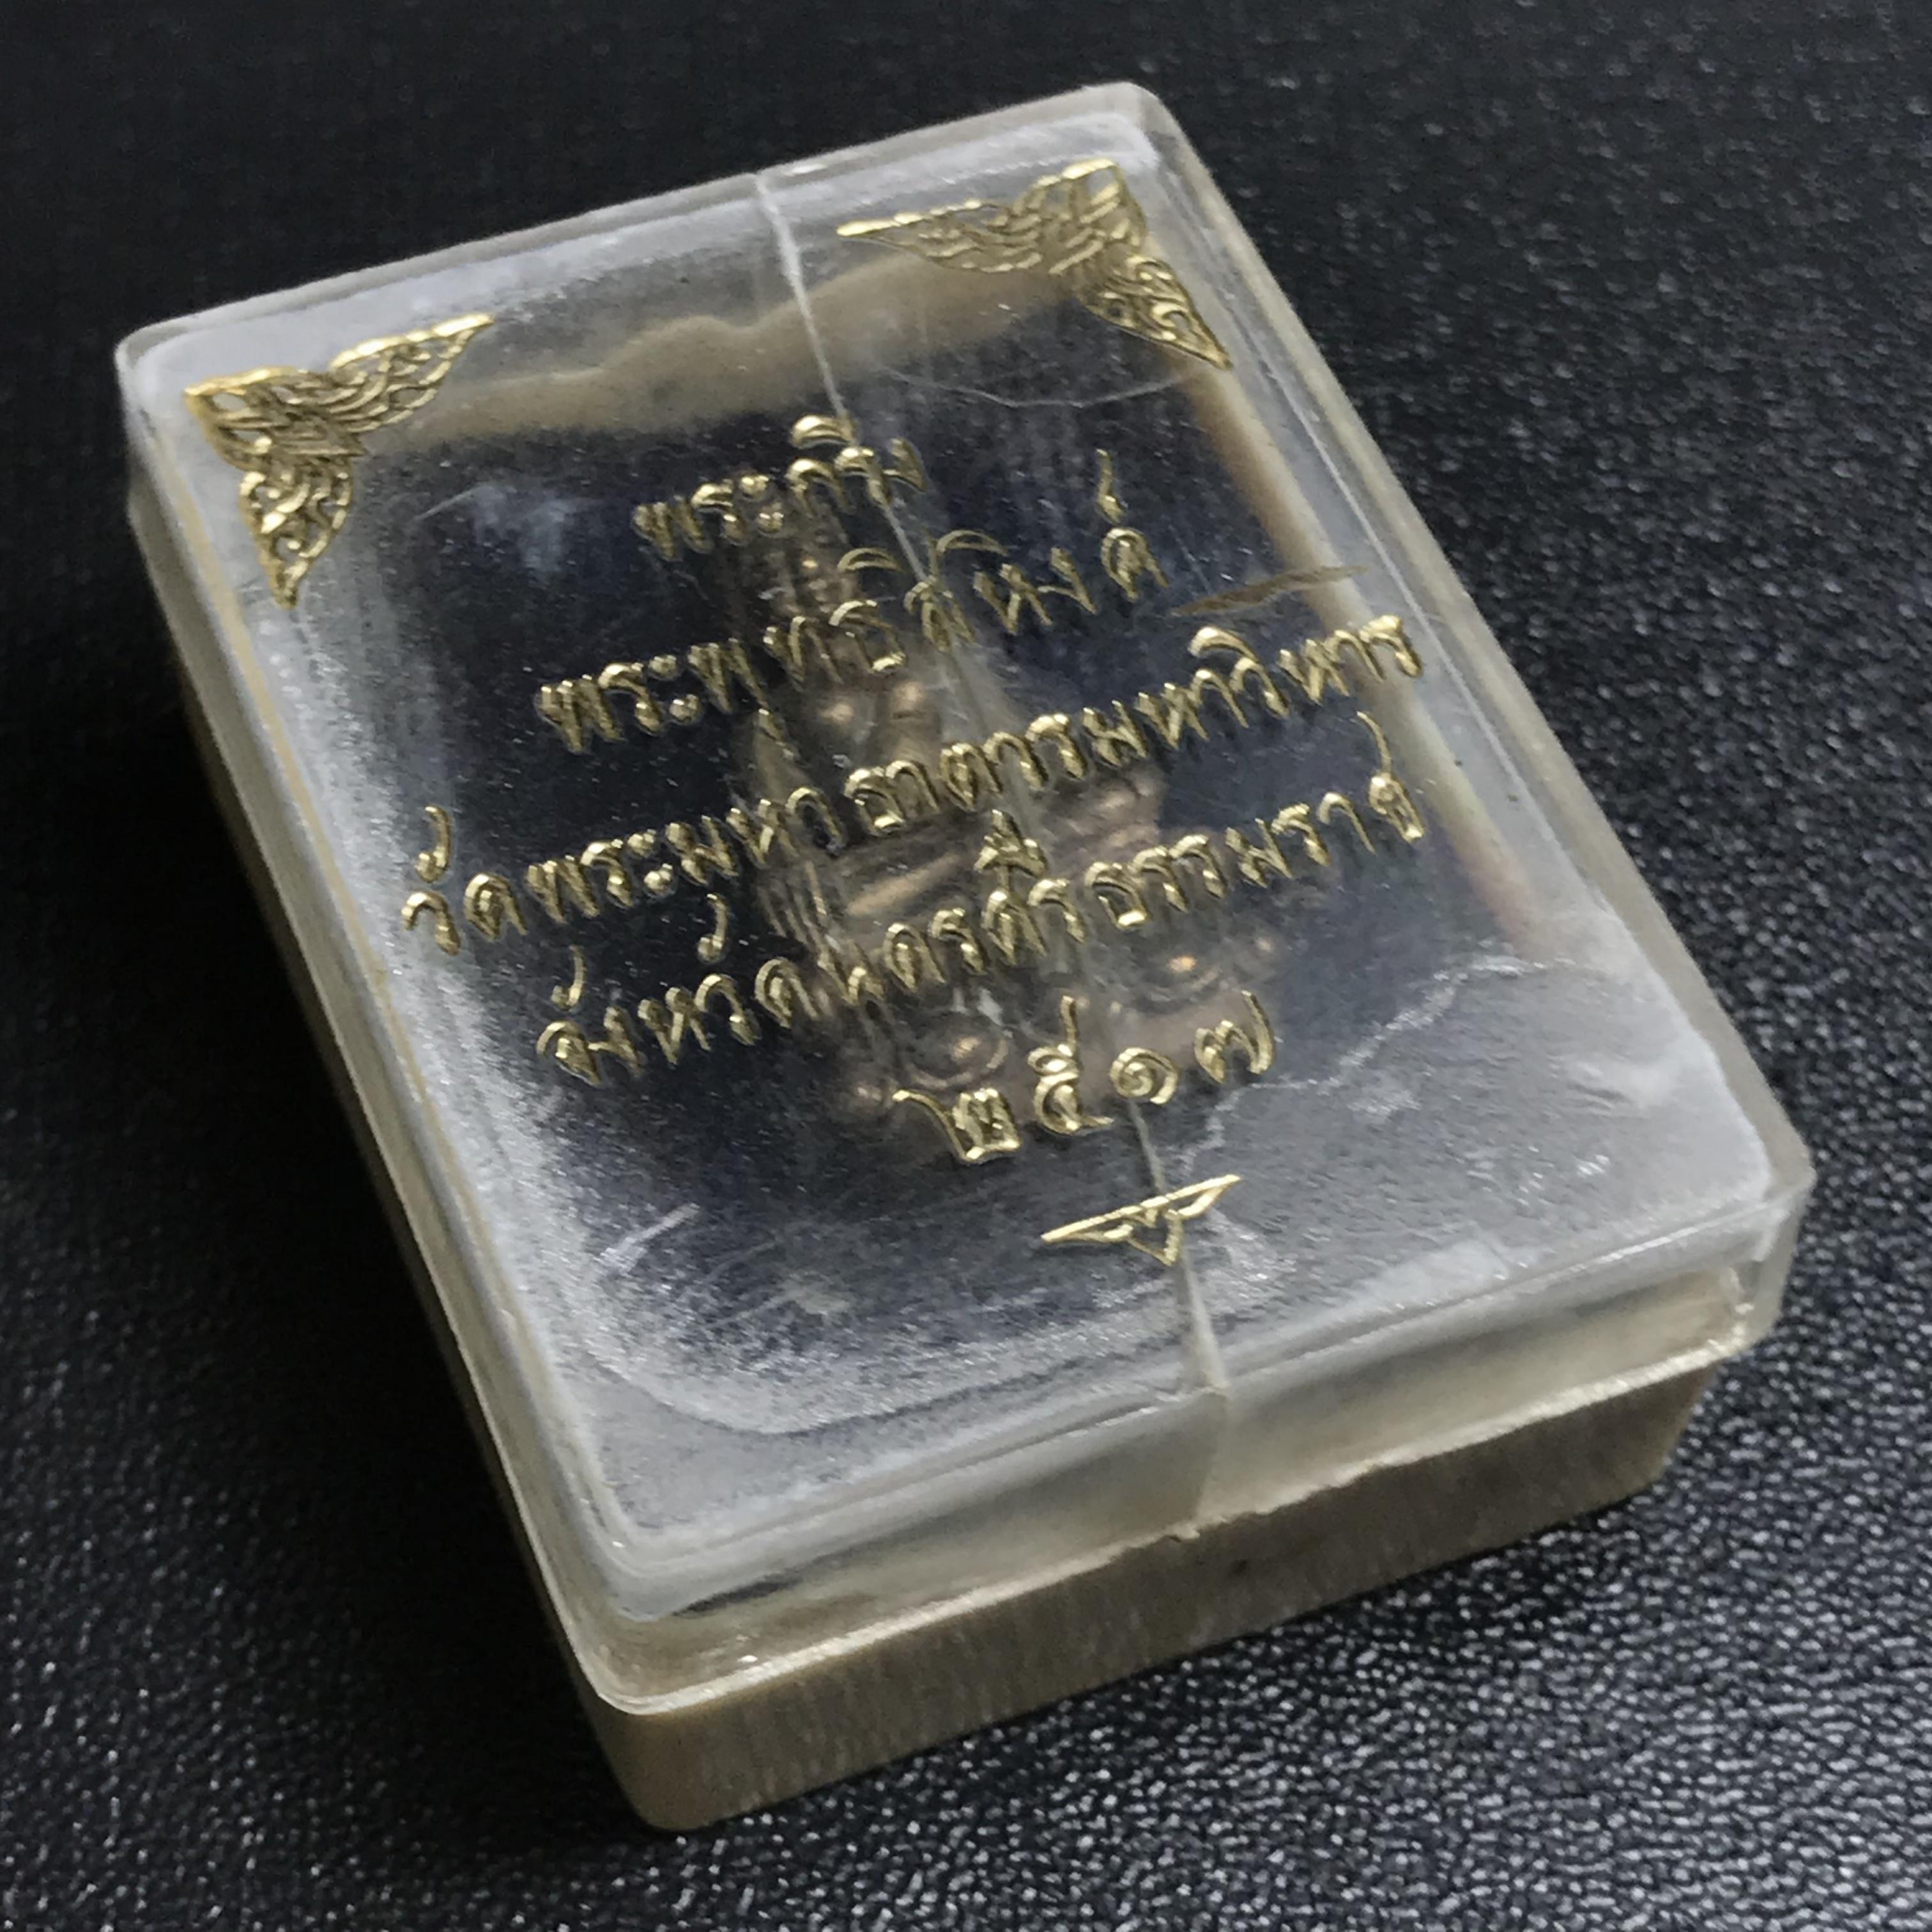 พระกริ่ง
พระพุทธสิหิงค์
วัดพระมหาธาตุวรมหาวิหาร
จังหวัดนครศรีธรรมราช
๒๕๑๗